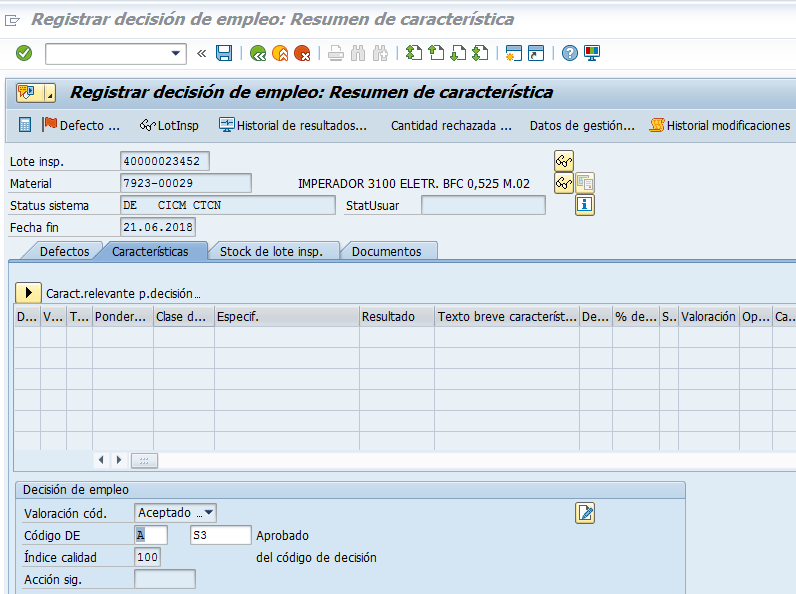 Registrar decisión de empleo: Resumen de característica
Registrar decisión de empleo: Resumen de característica
Defecto ... LotInsp Historial de resultados... Cantidad rechazada ... Datos de gestión... Historial modificaciones
Lote insp. 40000023452
Material 7923-00029 IMPERADOR 3100 ELETR. BFC 0,525 M.02
Status sistema DE CICM CTCN StatUsuar
Fecha fin 21.06.2018
Defectos Características Stock de lote insp. Documentos
Caract.relevante p.decisión...
D... V... T... Ponder... Clase d... Especif. Resultado Texto breve característ... De... % de... S.. Valoración Op... Ca...
Decisión de empleo
Valoración cód. Aceptado ...
Código DE A S3 Aprobado
Índice calidad 100 del código de decisión
Acción sig.